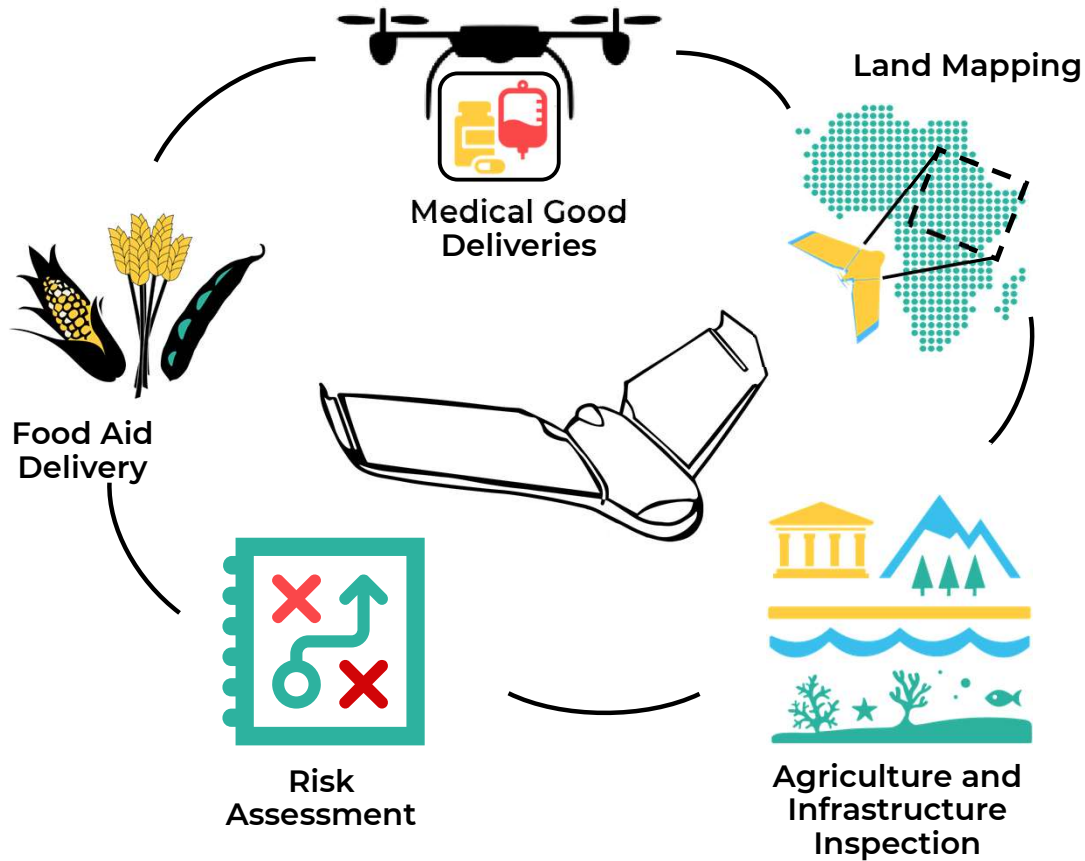 Land Mapping
Medical Good
Deliveries
Food Aid
Delivery
Risk
Assessment
Agriculture and
Infrastructure
Inspection